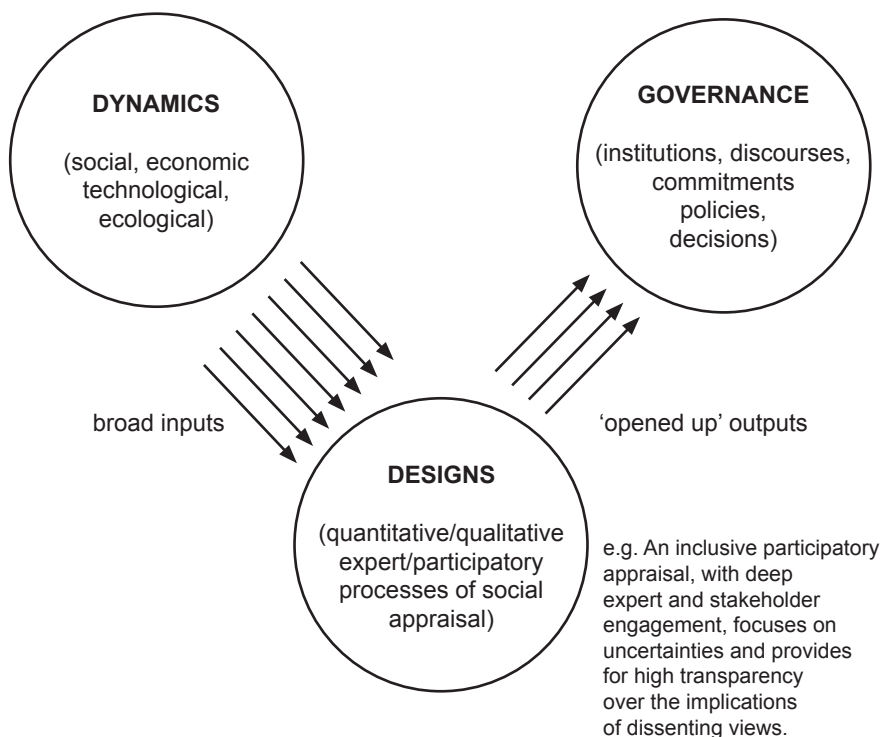 DYNAMICS
(social, economic
technological,
ecological)
GOVERNANCE
(institutions, discourses,
commitments
policies,
decisions)
broad inputs
‘opened up’ outputs
DESIGNS
(quantitative/qualitative
expert/participatory
processes of social
appraisal)
e.g. An inclusive participatory
appraisal, with deep
expert and stakeholder
engagement, focuses on
uncertainties and provides
for high transparency
over the implications
of dissenting views.